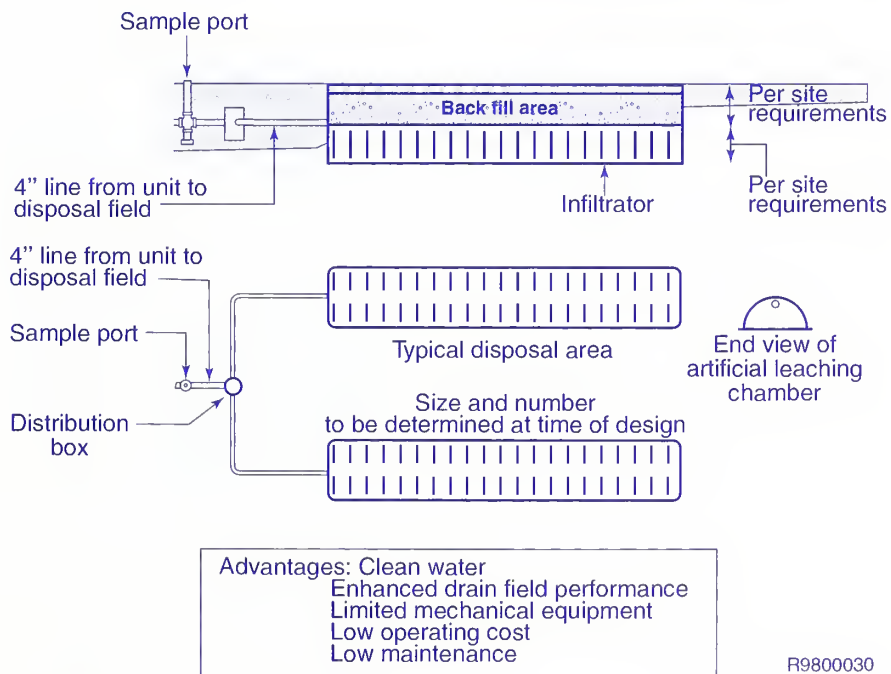 Sample port
Back fill area
Per site
requirements
4” line from unit to
disposal field
Infiltrator
Per site
requirements
4” line from unit to
disposal field
Sample port
Typical disposal area
End view of
artificial leaching
chamber
Distribution
box
Size and number
to be determined at time of design
Advantages: Clean water
Enhanced drain field performance
Limited mechanical equipment
Low operating cost
Low maintenance
R9800030